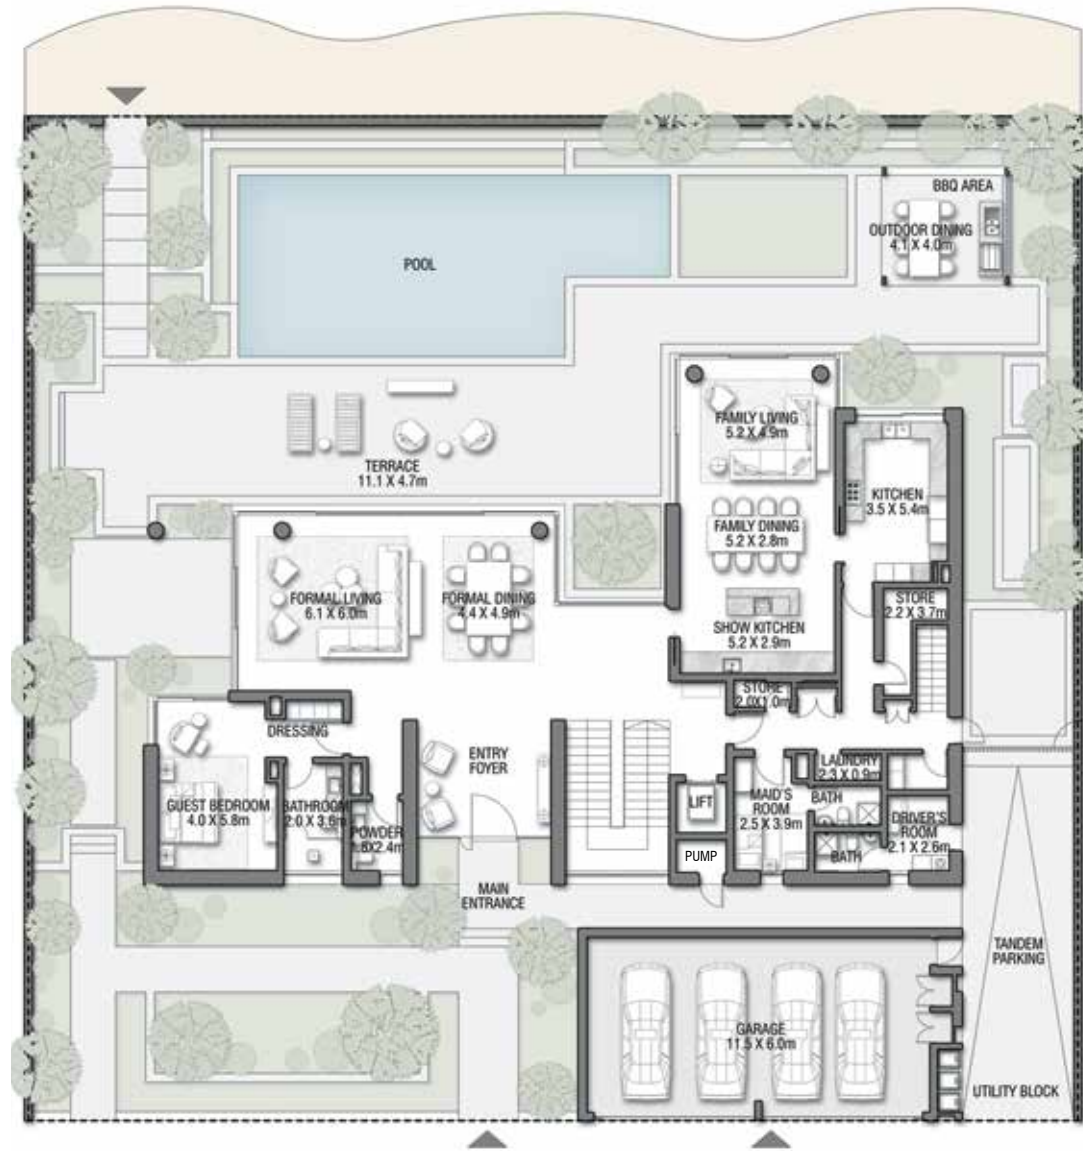 BBQ AREA
OUTDOOR DINING
4.1 X 4.0m
POOL
FAMILY LIVING
5.2 X 4.9m
TERRACE
11.1 X 4.7m
KITCHEN
3.5 X 5.4m
FAMILY DINING
5.2 X 2.8m
FORMAL LIVING
6.1 X 6.0m
FORMAL DINING
4.4 X 4.9m
STORE
2.2 X 3.7m
SHOW KITCHEN
5.2 X 2.9m
STORE
2.0X1.0m
DRESSING
ENTRY
FOYER
LAUNDRY
2.3 X 0.9m
GUEST BEDROOM
4.0 X 5.8m
BATHROOM
2.0 X 3.6m
LIFT
MAID'S
ROOM
2.5 X 3.9m
BATH
POWDER
1.8X2.4m
DRIVER'S
ROOM
2.1 X 2.6m
PUMP
BATH
MAIN
ENTRANCE
TANDEM
PARKING
GARAGE
11.5 X 6.0m
UTILITY BLOCK